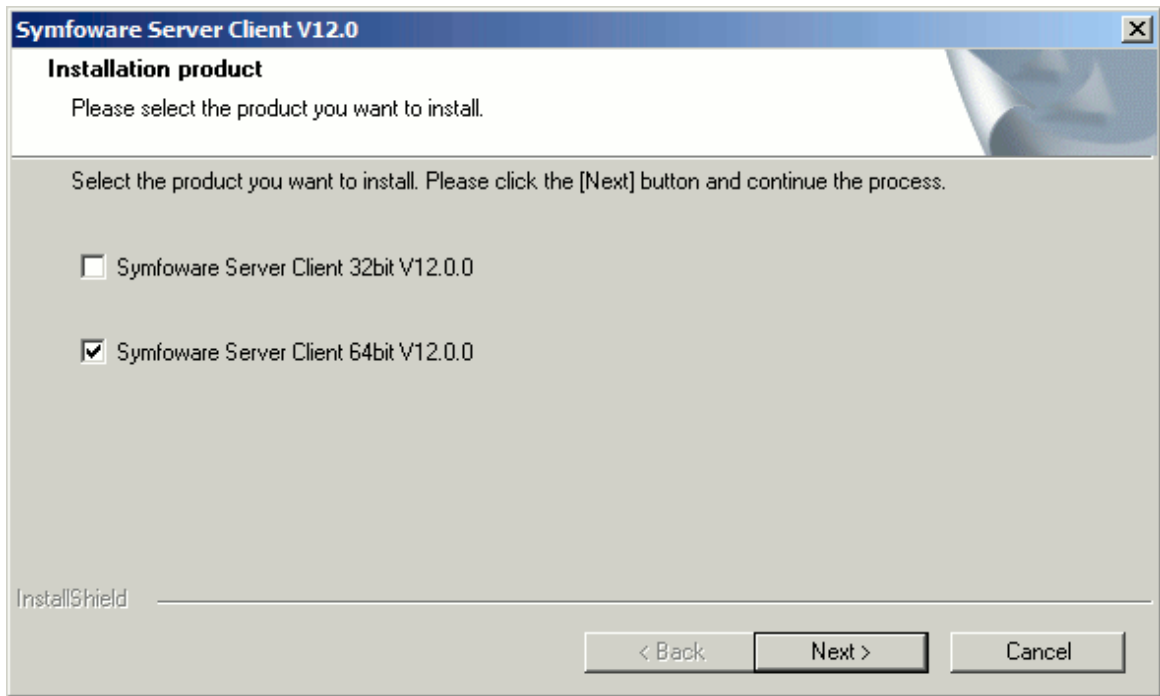 Symfoware Server Client V12.0
Installation product
Please select the product you want to install.
Select the product you want to install. Please click the [Next] button and continue the process.
Symfoware Server Client 32bit V12.0.0
Symfoware Server Client 64bit V12.0.0
InstallShield
< Back
Next >
Cancel